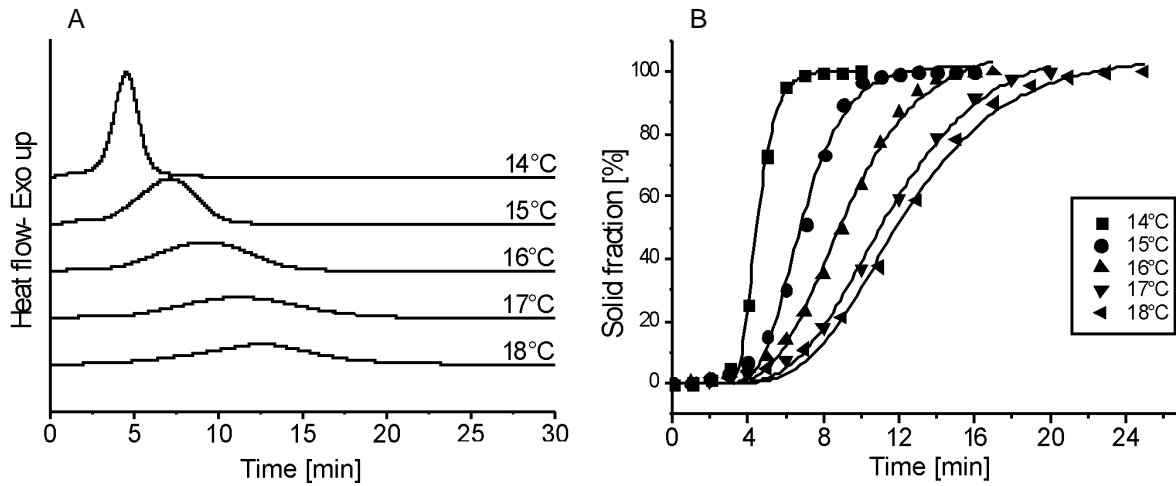 A
Heat flow- Exo up
14°C
15°C
16°C
17°C
18°C
0 5 10 15 20 25 30
Time [min]
B
Solid fraction [%]
100
80
60
40
20
0
0 4 8 12 16 20 24
Time [min]
14°C
15°C
16°C
17°C
18°C